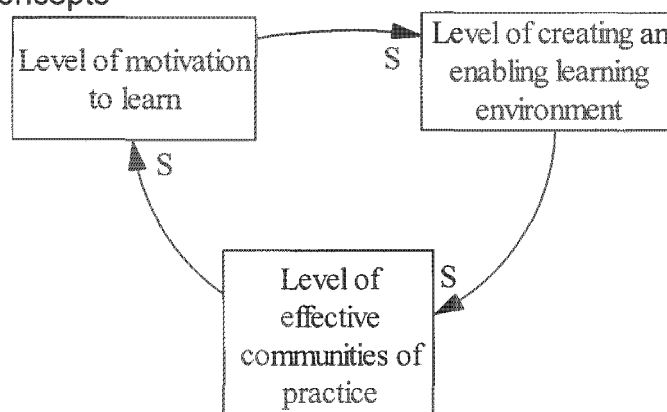 Level of motivation
to learn
S
Level of creating an
enabling learning
environment
S
S
Level of
effective
communities of
practice